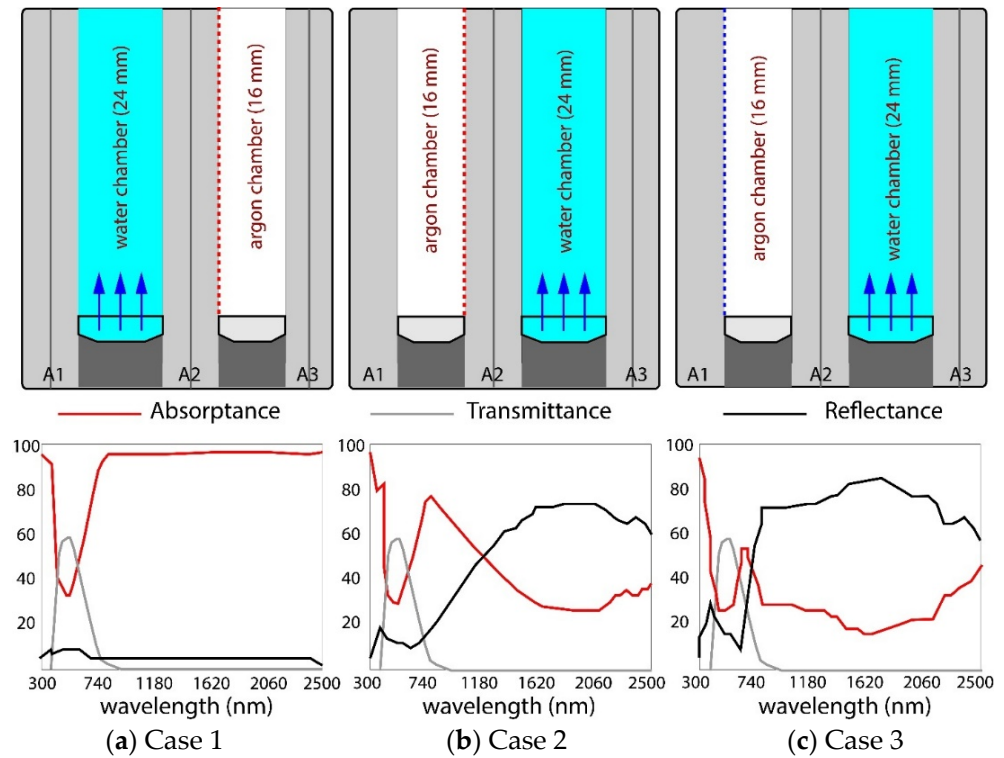 water chamber (24 mm)
argon chamber (16 mm)
A1
A2
A3
argon chamber (16 mm)
water chamber (24 mm)
A1
A2
A3
argon chamber (16 mm)
water chamber (24 mm)
A1
A2
A3
Absorptance
Transmittance
Reflectance
100
80
60
40
20
300 740 1180 1620 2060 2500
wavelength (nm)
(a) Case 1
100
80
60
40
20
300 740 1180 1620 2060 2500
wavelength (nm)
(b) Case 2
100
80
60
40
20
300 740 1180 1620 2060 2500
wavelength (nm)
(c) Case 3